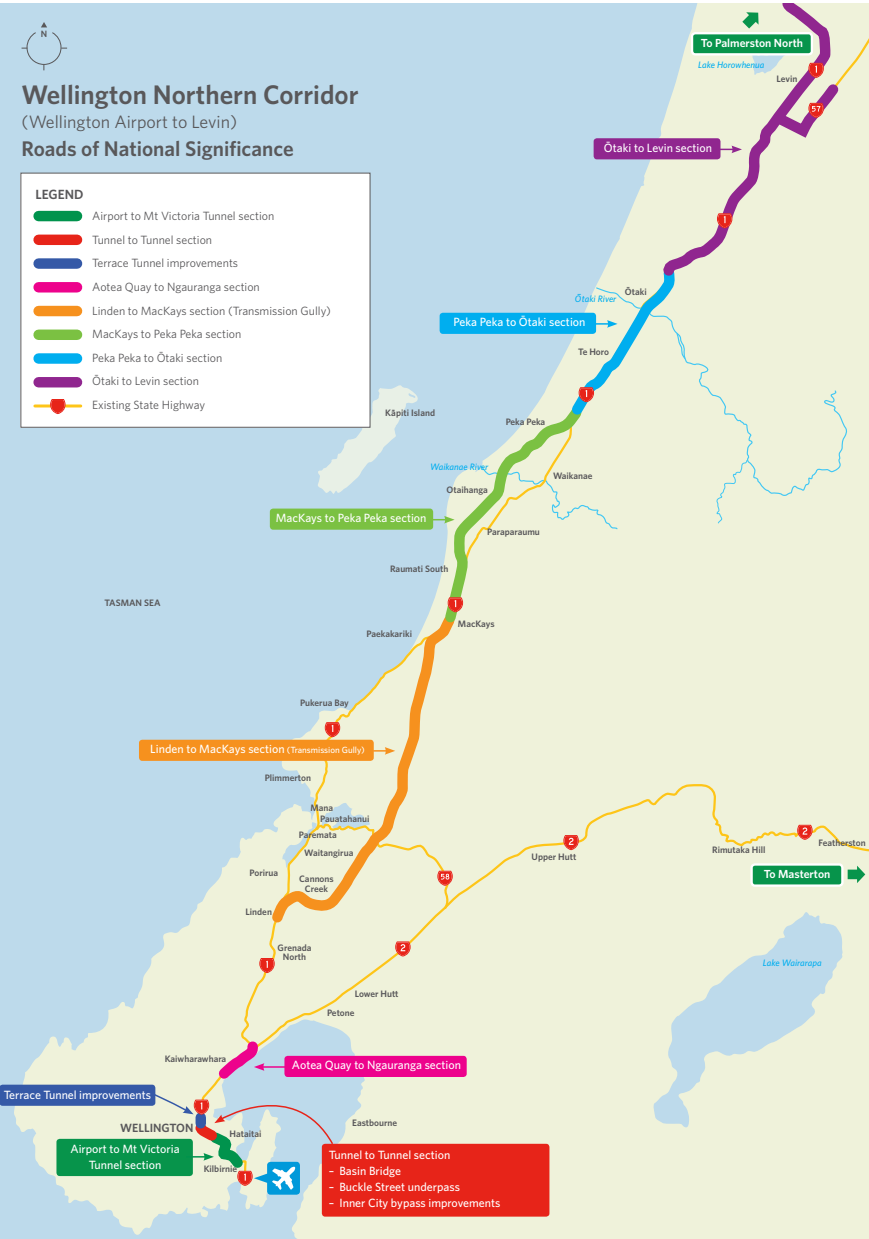 N
Wellington Northern Corridor
(Wellington Airport to Levin)
Roads of National Significance
LEGEND
Airport to Mt Victoria Tunnel section
Tunnel to Tunnel section
Terrace Tunnel improvements
Aotea Quay to Ngauranga section
Linden to MacKays section (Transmission Gully)
MacKays to Peka Peka section
Peka Peka to Ōtaki section
Ōtaki to Levin section
Existing State Highway
To Palmerston North
Lake Horowhenua
Levin
1
57
Ōtaki to Levin section
1
Ōtaki
Ōtaki River
Peka Peka to Ōtaki section
Te Horo
1
Kāpiti Island
Peka Peka
Waikanae River
Waikanae
Otaihanga
MacKays to Peka Peka section
Paraparaumu
Raumati South
TASMAN SEA
1
MacKays
Paekakariki
Pukerua Bay
1
Linden to MacKays section (Transmission Gully)
Plimmerton
Mana
Pauatahanui
Paremata
Waitangirua
2
2
Featherston
Rimutaka Hill
Upper Hutt
Porirua
Cannons
Creek
58
To Masterton
Linden
Grenada
North
2
1
Lake Wairarapa
Lower Hutt
Petone
Kaiwharawhara
Aotea Quay to Ngauranga section
Terrace Tunnel improvements
1
WELLINGTON
Hataitai
Eastbourne
Airport to Mt Victoria
Tunnel section
Kilbirnie
1
Tunnel to Tunnel section
– Basin Bridge
– Buckle Street underpass
– Inner City bypass improvements